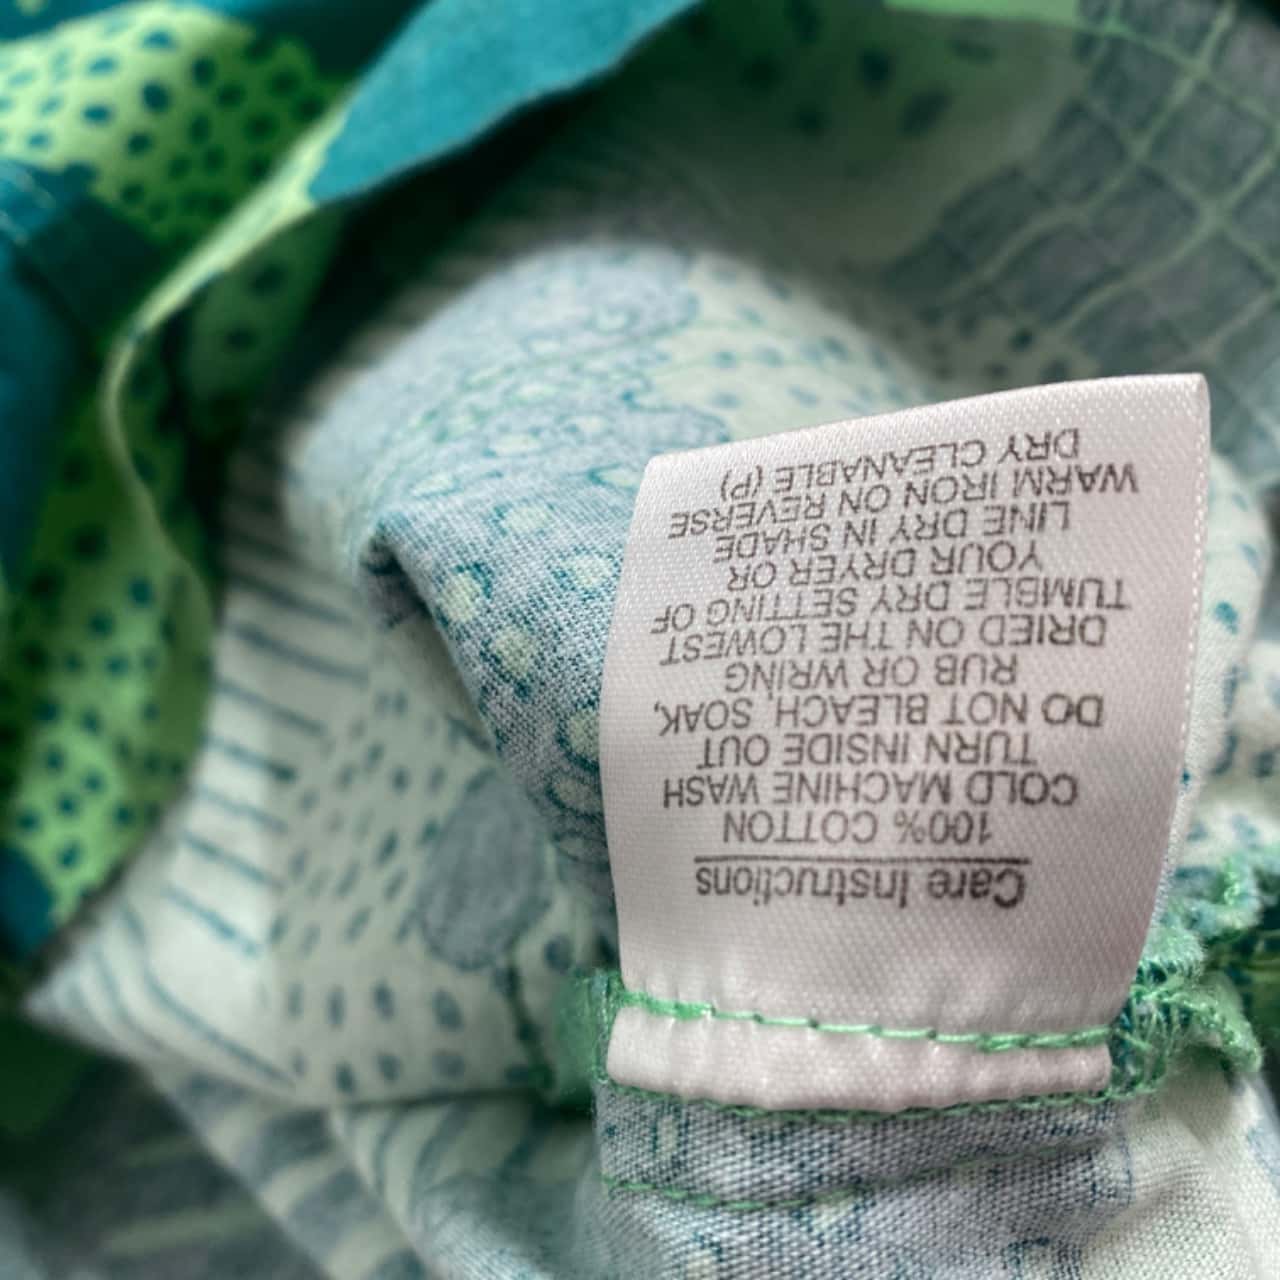 Care Instructions
100% COTTON
COLD MACHINE WASH
TURN INSIDE OUT
DO NOT BLEACH, SOAK,
RUB OR WRING
DRIED ON THE LOWEST
TUMBLE DRY SETTING OF
YOUR DRYER OR
LINE DRY IN SHADE
WARM IRON ON REVERSE
DRY CLEANABLE (P)